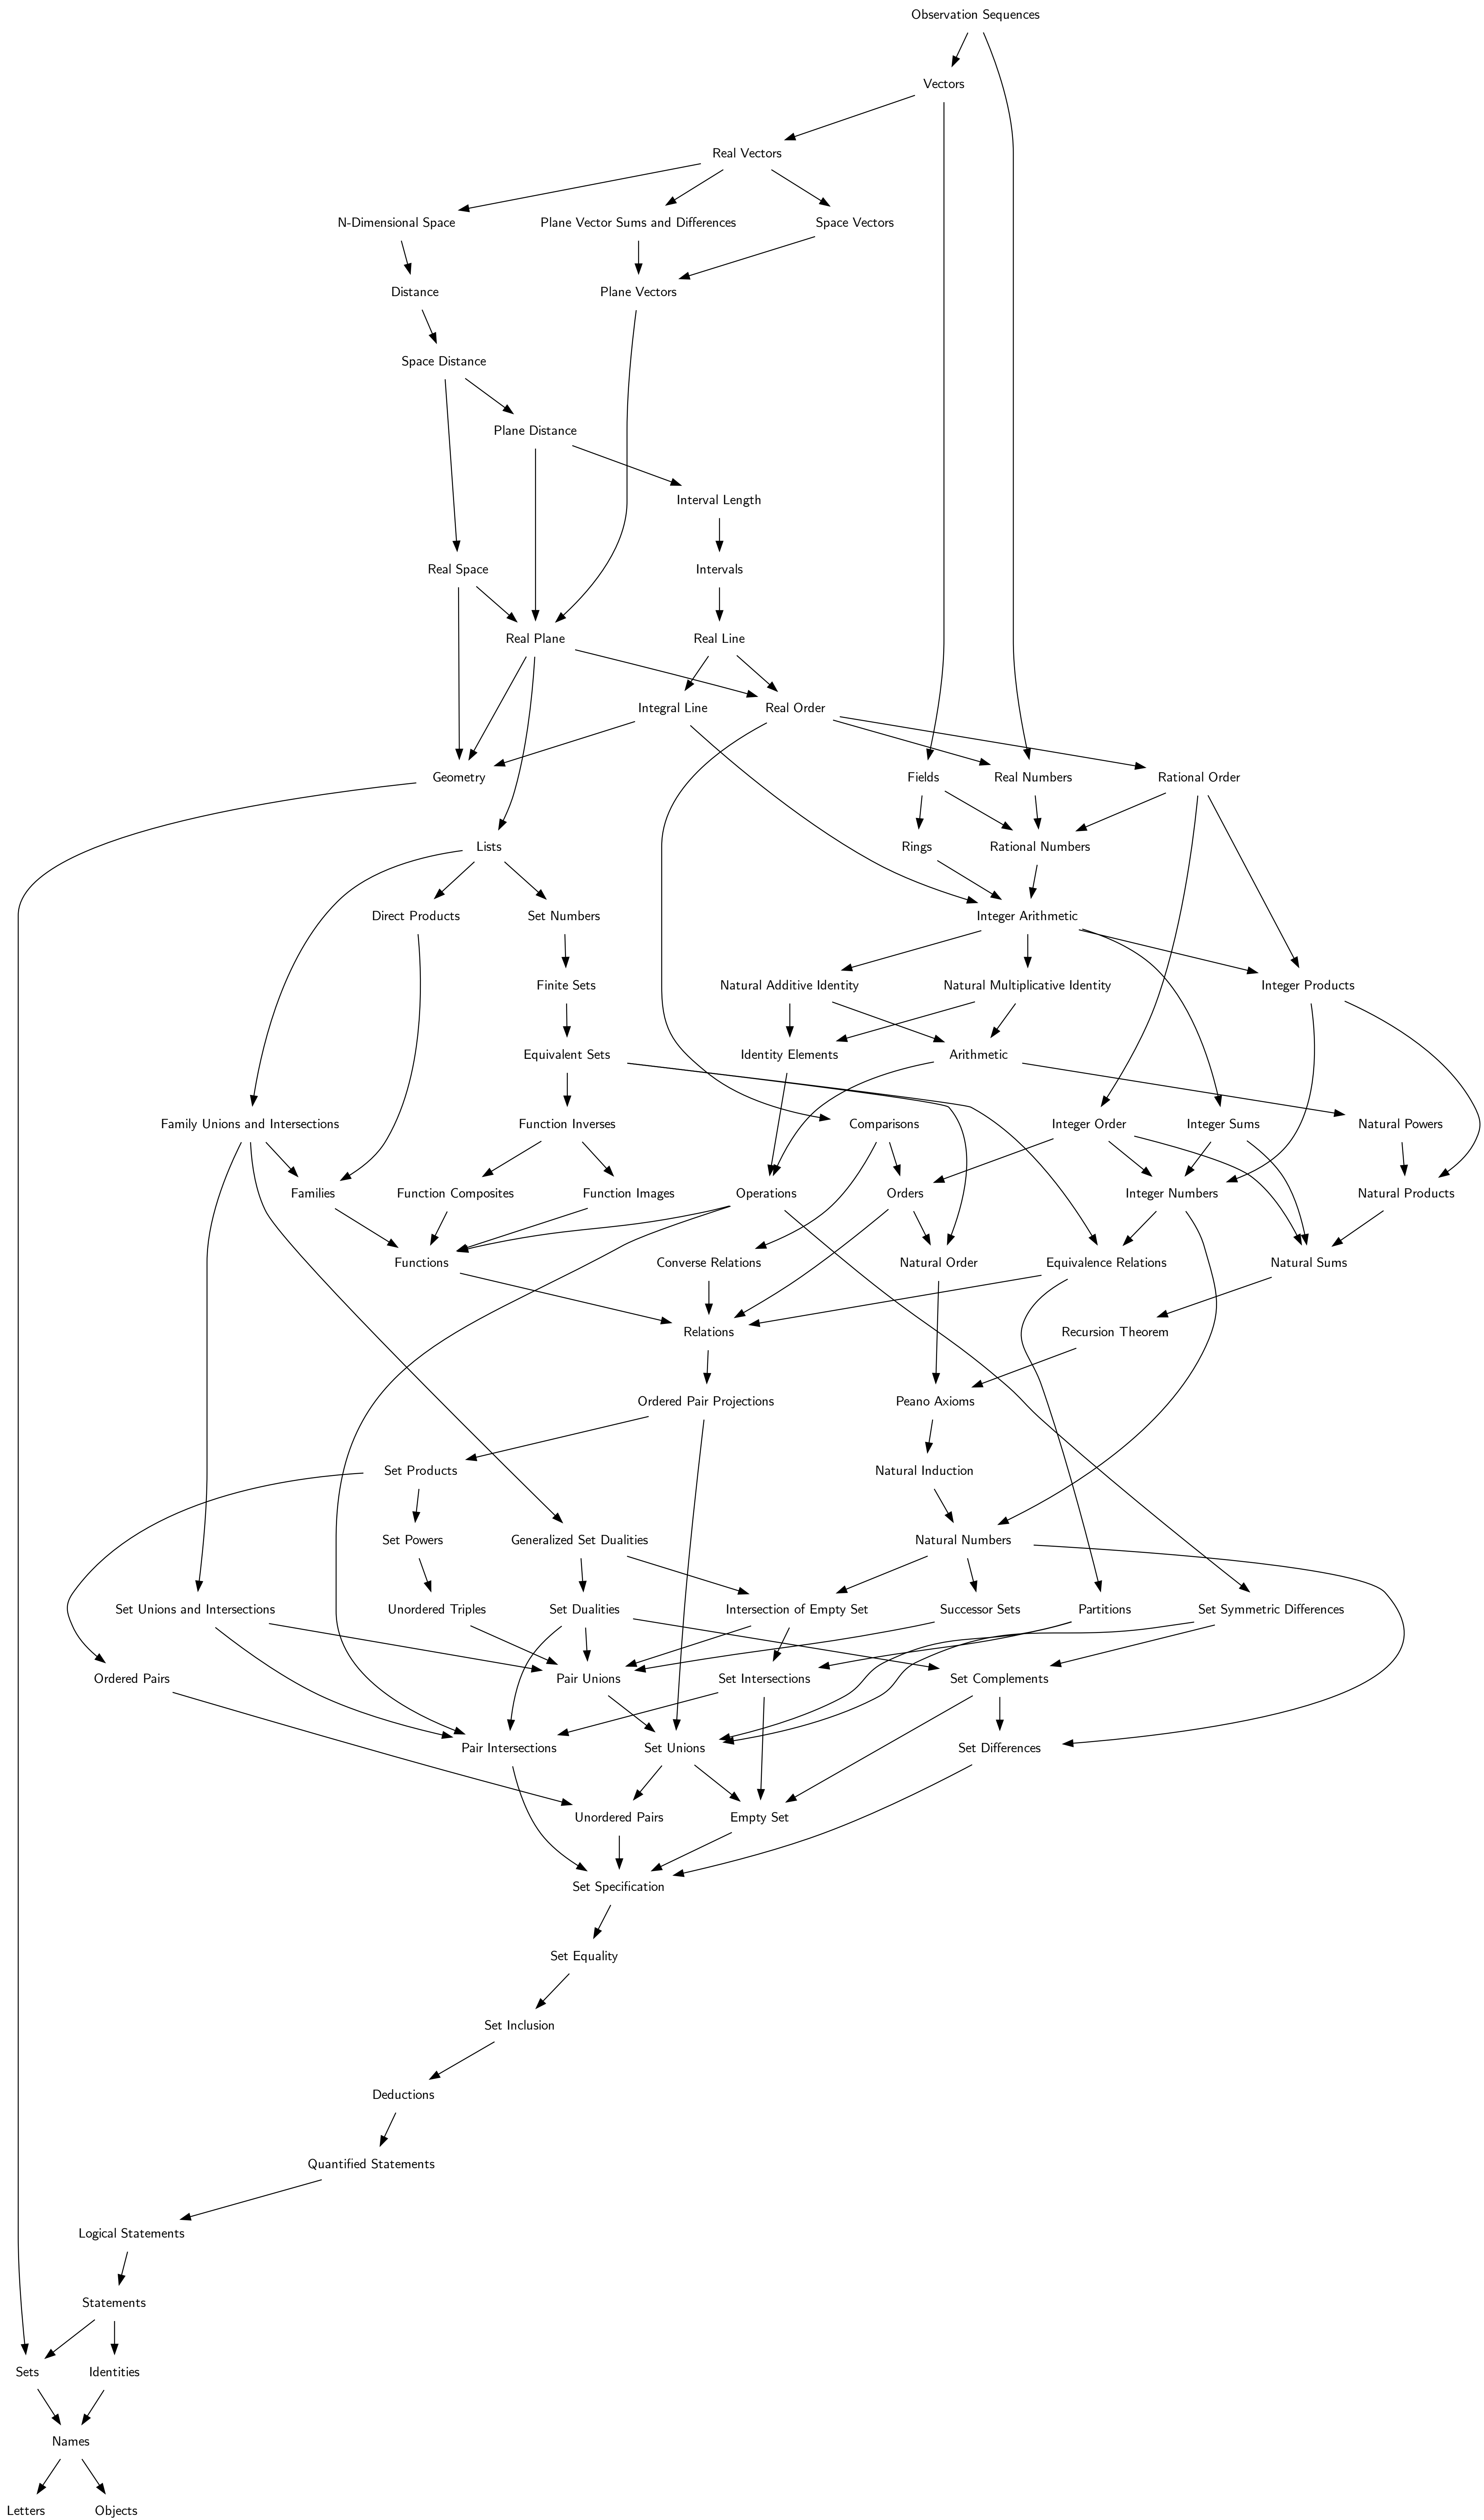 Observation Sequences
Vectors
Real Vectors
N-Dimensional Space
Plane Vector Sums and Differences
Space Vectors
Distance
Plane Vectors
Space Distance
Plane Distance
Interval Length
Real Space
Intervals
Real Plane
Real Line
Integral Line
Real Order
Geometry
Fields
Real Numbers
Rational Order
Lists
Rings
Rational Numbers
Direct Products
Set Numbers
Integer Arithmetic
Finite Sets
Natural Additive Identity
Natural Multiplicative Identity
Integer Products
Equivalent Sets
Identity Elements
Arithmetic
Family Unions and Intersections
Function Inverses
Comparisons
Integer Order
Integer Sums
Natural Powers
Families
Function Composites
Function Images
Operations
Orders
Integer Numbers
Natural Products
Functions
Converse Relations
Natural Order
Equivalence Relations
Natural Sums
Relations
Recursion Theorem
Ordered Pair Projections
Peano Axioms
Set Products
Natural Induction
Set Powers
Generalized Set Dualities
Natural Numbers
Set Unions and Intersections
Unordered Triples
Set Dualities
Intersection of Empty Set
Successor Sets
Partitions
Set Symmetric Differences
Ordered Pairs
Pair Unions
Set Intersections
Set Complements
Pair Intersections
Set Unions
Set Differences
Unordered Pairs
Empty Set
Set Specification
Set Equality
Set Inclusion
Deductions
Quantified Statements
Logical Statements
Statements
Sets
Identities
Names
Letters
Objects